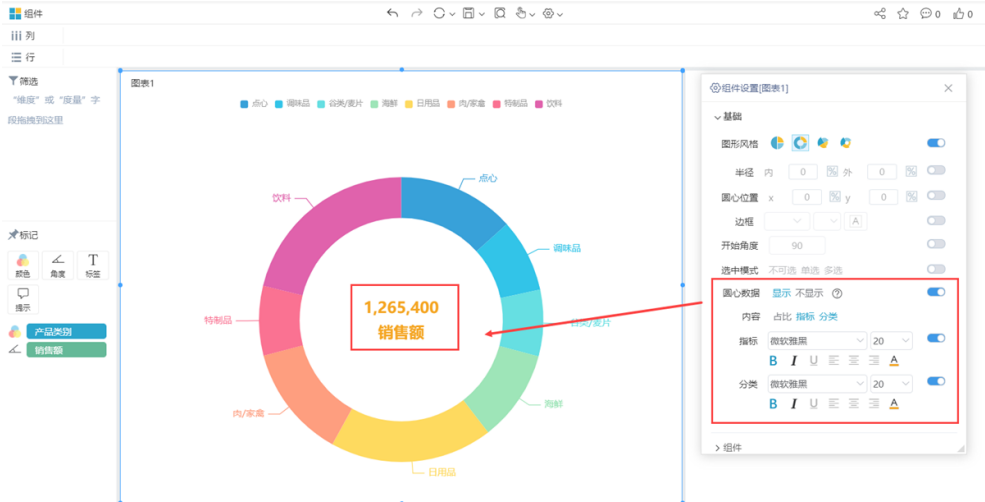 组件
0
0
列
行
筛选
“维度”或“度量”字
段拖拽到这里
标记
颜色
角度
T
标签
提示
产品类别
销售额
图表1
点心 调味品 谷类/麦片 海鲜 日用品 肉/家禽 特制品 饮料
点心
调味品
谷类/麦片
海鲜
日用品
肉/家禽
特制品
饮料
1,265,400
销售额
组件设置[图表1]
基础
图形风格
半径 内 0 % 外 0 %
圆心位置 x 0 % y 0 %
边框 A
开始角度 90
选中模式 不可选 单选 多选
圆心数据 显示 不显示 ?
内容 占比 指标 分类
指标 微软雅黑 20
B I U A
分类 微软雅黑 20
B I U A
组件